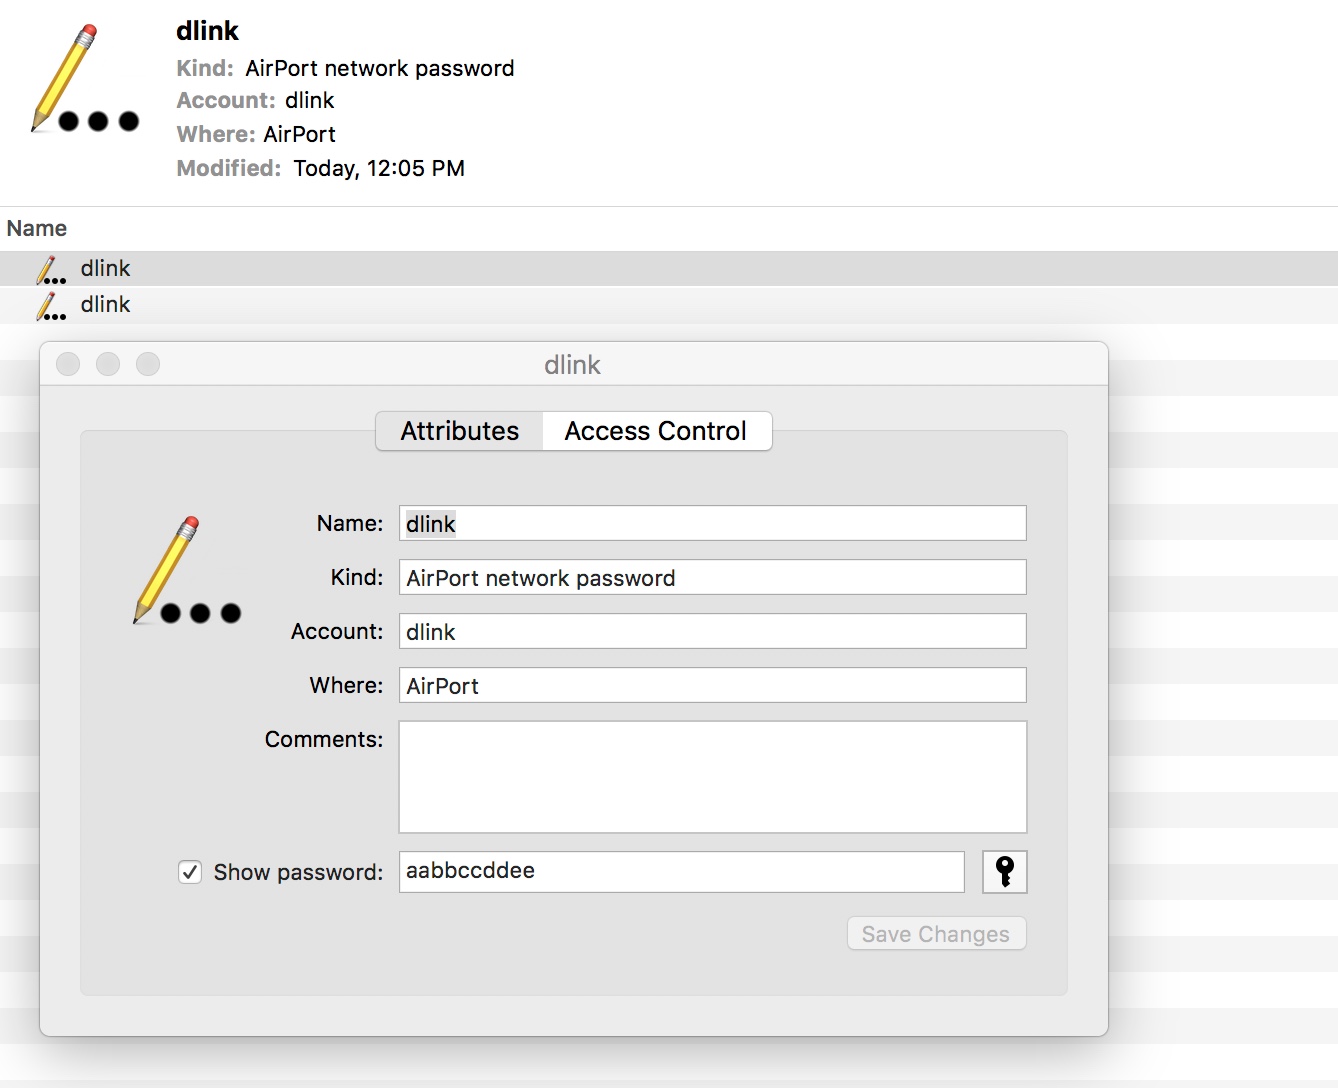 dlink
Kind: AirPort network password
Account: dlink
Where: AirPort
Modified: Today, 12:05 PM
Name
dlink
dlink
dlink
Attributes Access Control
Name: dlink
Kind: AirPort network password
Account: dlink
Where: AirPort
Comments:
Show password: aabbccddee
Save Changes